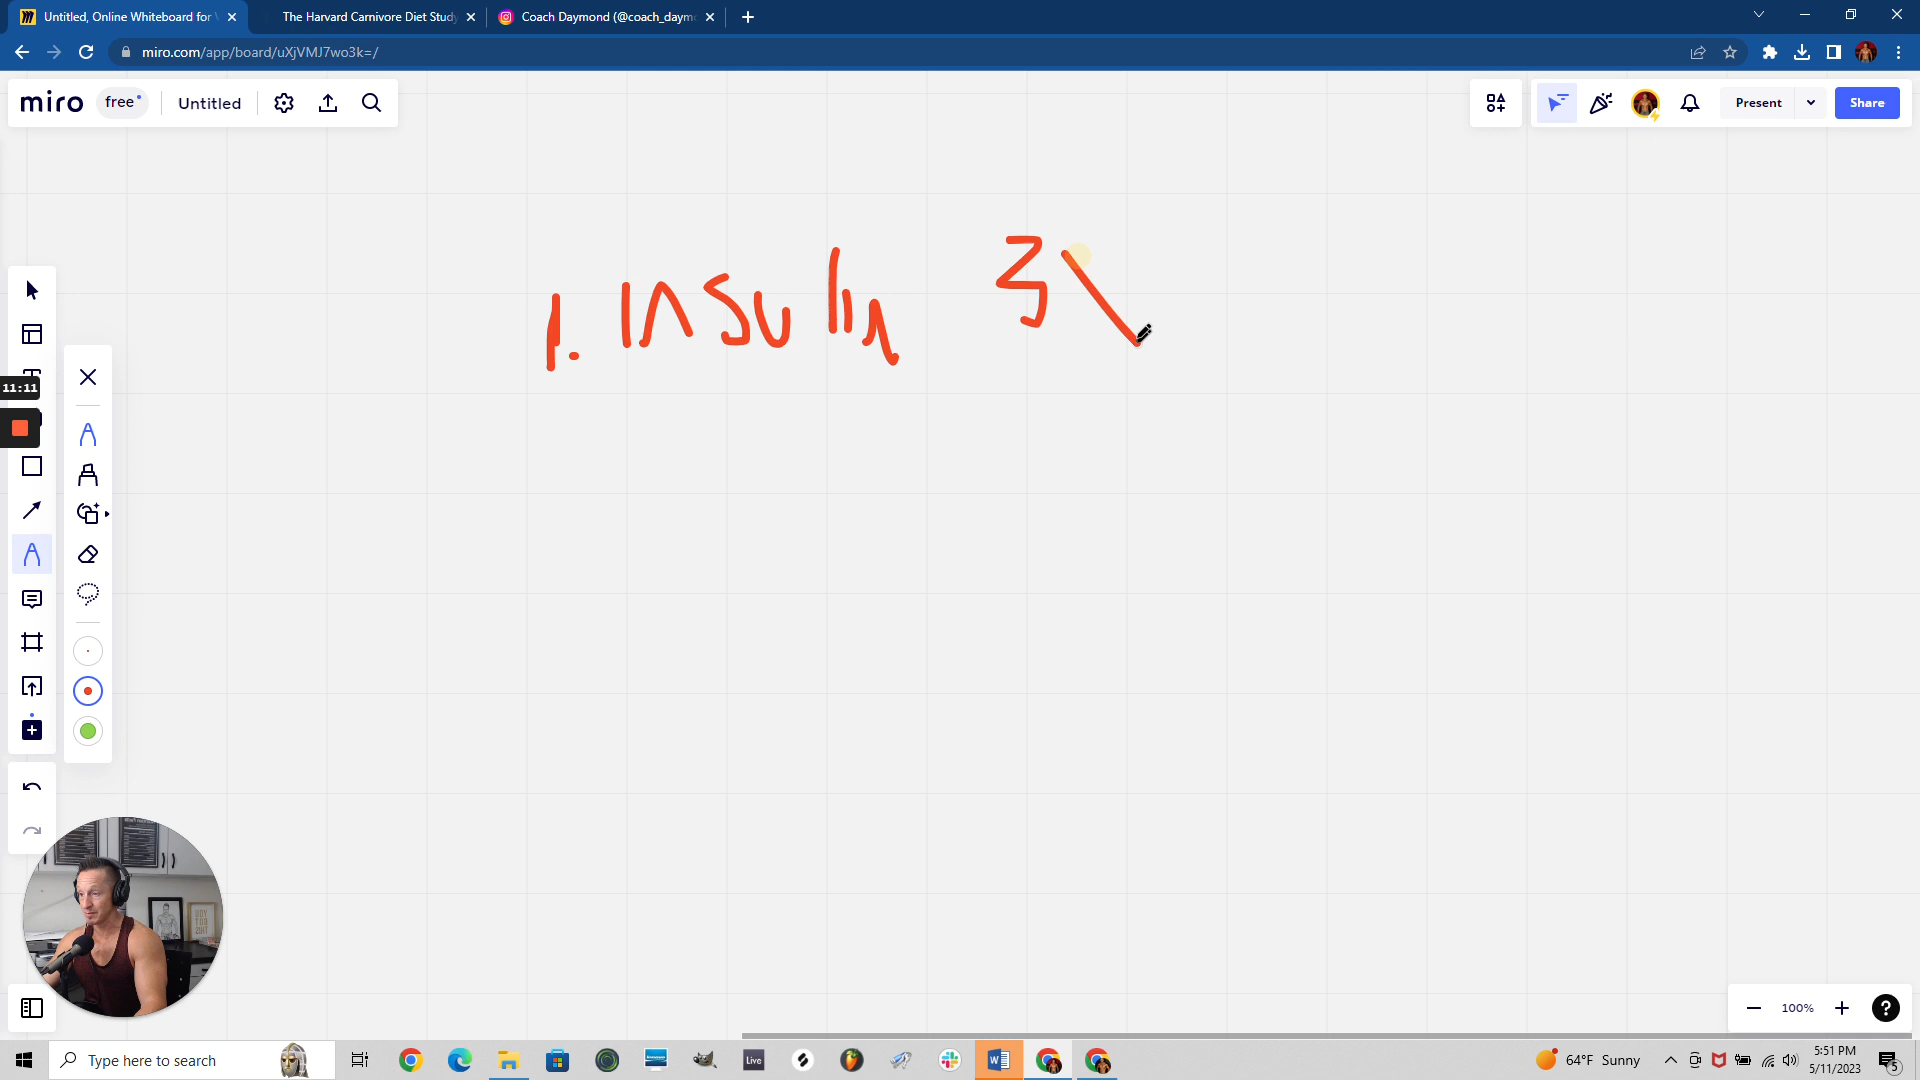 Untitled, Online Whiteboard for
The Harvard Carnivore Diet Study
Coach Daymond (@coach_daym
miro.com/app/board/uXjVMJ7wo3k=/
miro free Untitled
Present Share
1. Insulin 3
11:11
100%
Type here to search
Live
64°F Sunny
5:51 PM
5/11/2023
5